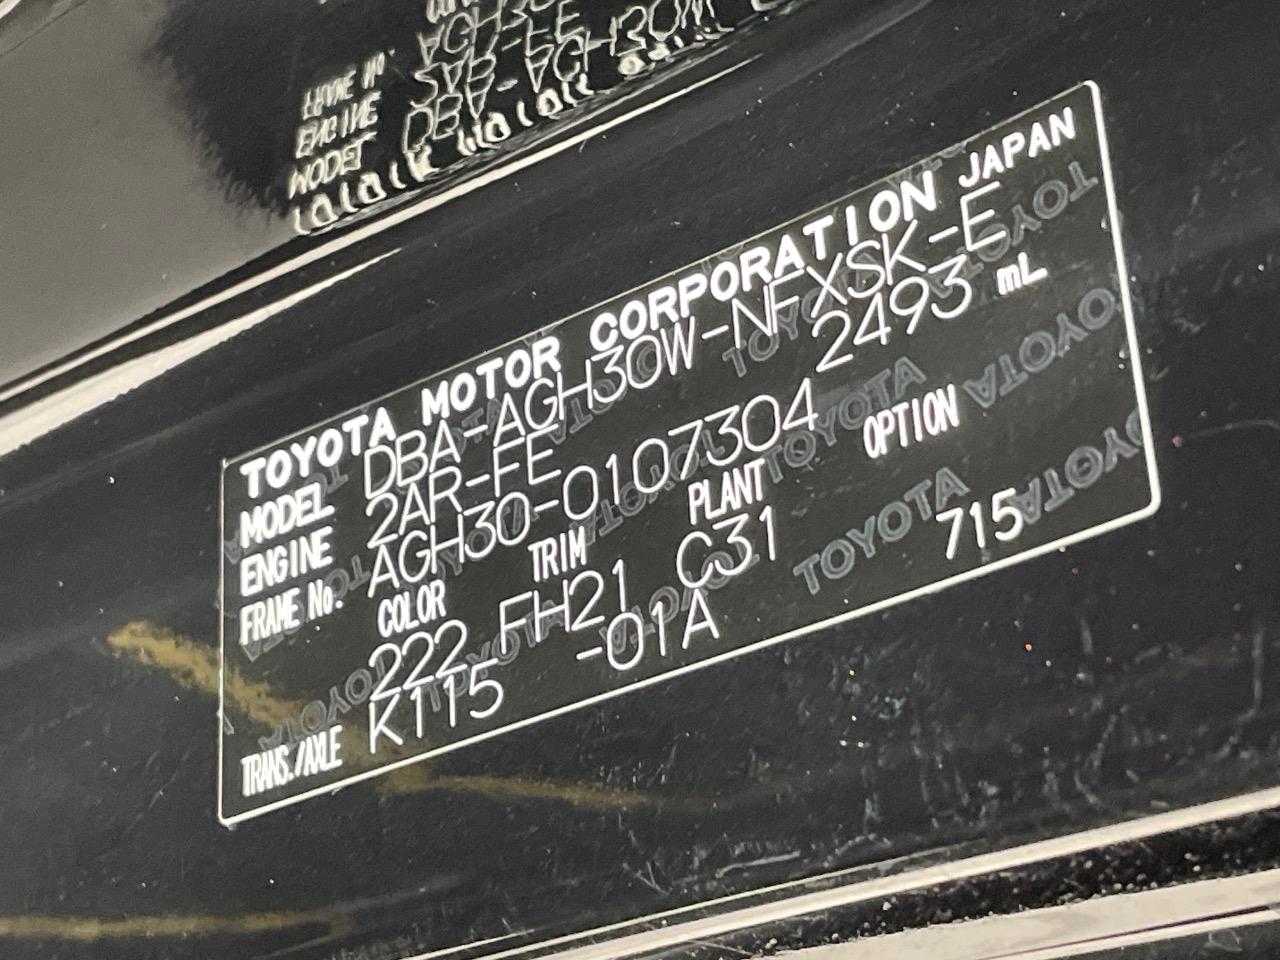 TOYOTA MOTOR CORPORATION JAPAN
MODEL DBA-AGH30W-NFXSK-E
ENGINE 2AR-FE 2493 mL
FRAME No. AGH30-0107304
COLOR TRIM PLANT OPTION
222 FH21 C31 715
TRANS./AXLE K115 -01A